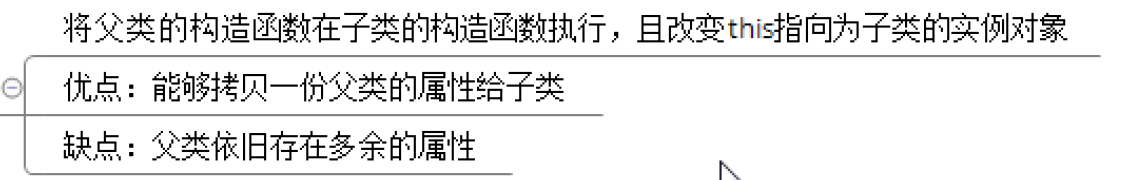 将父类的构造函数在子类的构造函数执行，且改变this指向为子类的实例对象
优点：能够拷贝一份父类的属性给子类
缺点：父类依旧存在多余的属性